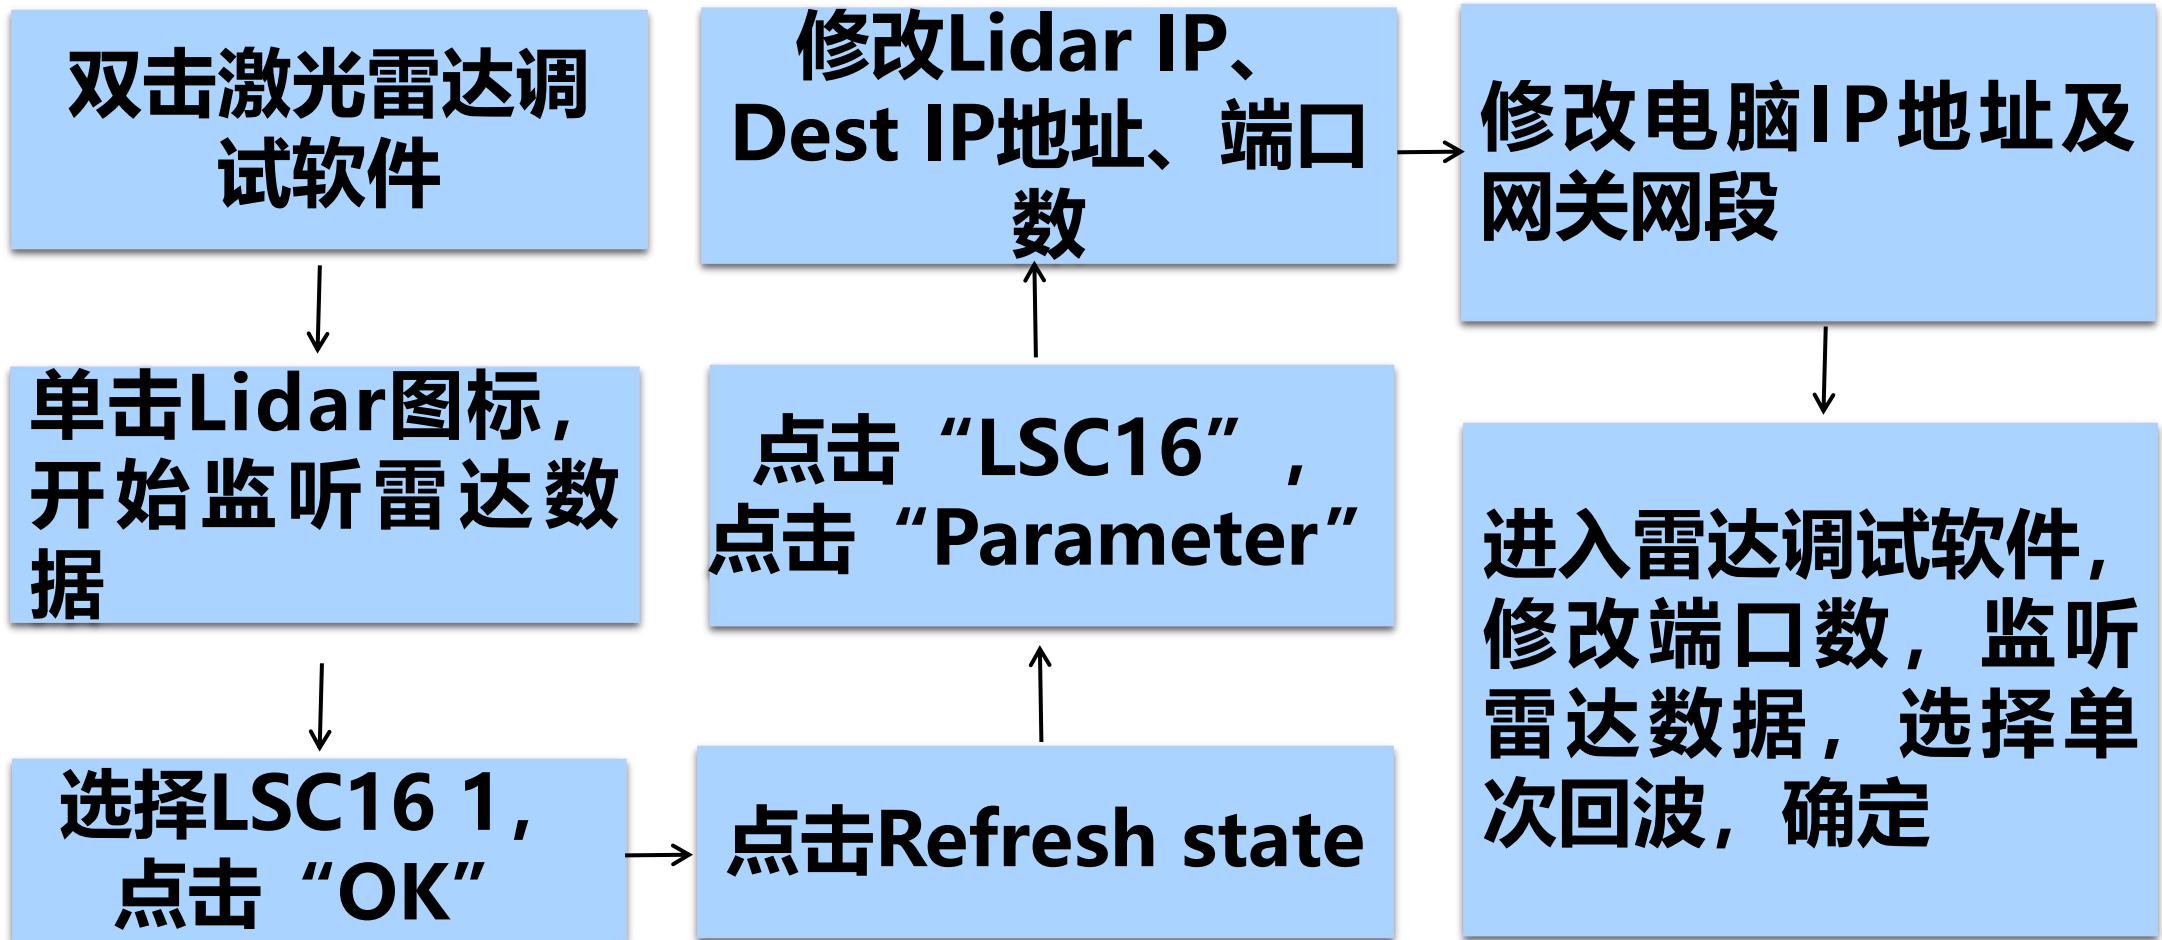 双击激光雷达调
试软件
单击Lidar图标，
开始监听雷达数
据
选择LSC16 1，
点击“OK”
点击Refresh state
点击“LSC16”，
点击“Parameter”
修改Lidar IP、
Dest IP地址、端口
数
修改电脑IP地址及
网关网段
进入雷达调试软件，
修改端口数，监听
雷达数据，选择单
次回波，确定